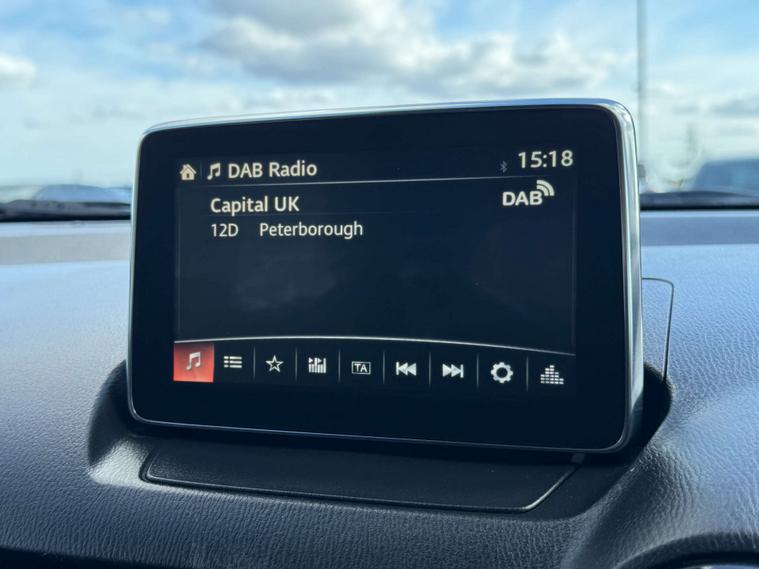 DAB Radio 15:18
Capital UK DAB
12D Peterborough
TA